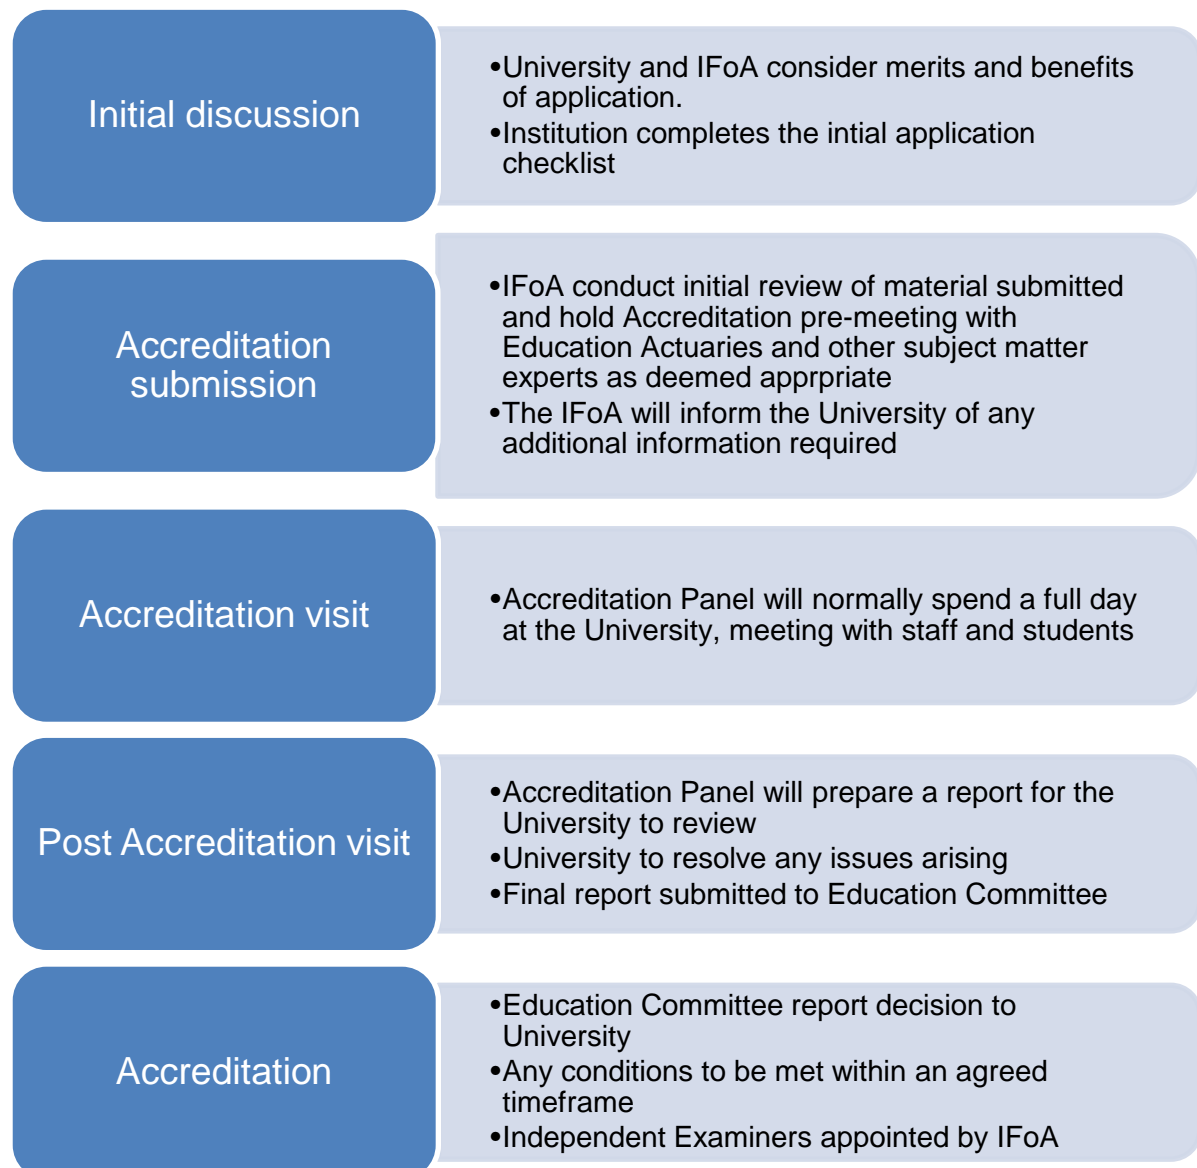 Initial discussion
•University and IFoA consider merits and benefits
of application.
•Institution completes the intial application
checklist
Accreditation
submission
•IFoA conduct initial review of material submitted
and hold Accreditation pre-meeting with
Education Actuaries and other subject matter
experts as deemed apprpriate
•The IFoA will inform the University of any
additional information required
Accreditation visit
•Accreditation Panel will normally spend a full day
at the University, meeting with staff and students
Post Accreditation visit
•Accreditation Panel will prepare a report for the
University to review
•University to resolve any issues arising
•Final report submitted to Education Committee
Accreditation
•Education Committee report decision to
University
•Any conditions to be met within an agreed
timeframe
•Independent Examiners appointed by IFoA